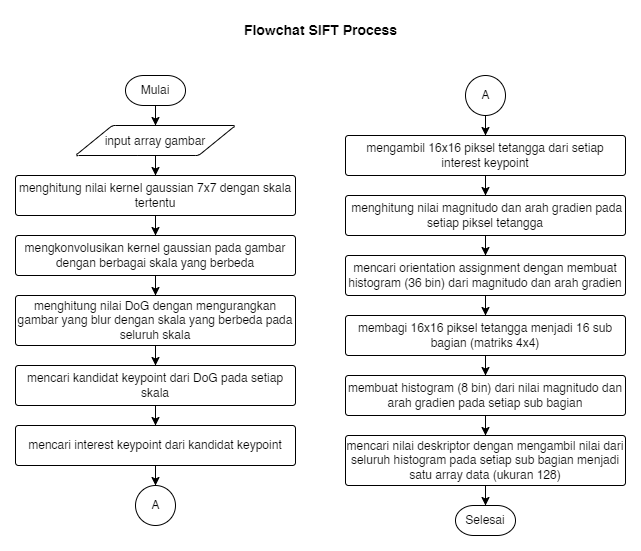 Flowchat SIFT Process
Mulai
input array gambar
menghitung nilai kernel gaussian 7x7 dengan skala
tertentu
mengkonvolusikan kernel gaussian pada gambar
dengan berbagai skala yang berbeda
menghitung nilai DoG dengan mengurangkan
gambar yang blur dengan skala yang berbeda pada
seluruh skala
mencari kandidat keypoint dari DoG pada setiap
skala
mencari interest keypoint dari kandidat keypoint
A
A
mengambil 16x16 piksel tetangga dari setiap
interest keypoint
menghitung nilai magnitudo dan arah gradien pada
setiap piksel tetangga
mencari orientation assignment dengan membuat
histogram (36 bin) dari magnitudo dan arah gradien
membagi 16x16 piksel tetangga menjadi 16 sub
bagian (matriks 4x4)
membuat histogram (8 bin) dari nilai magnitudo dan
arah gradien pada setiap sub bagian
mencari nilai deskriptor dengan mengambil nilai dari
seluruh histogram pada setiap sub bagian menjadi
satu array data (ukuran 128)
Selesai